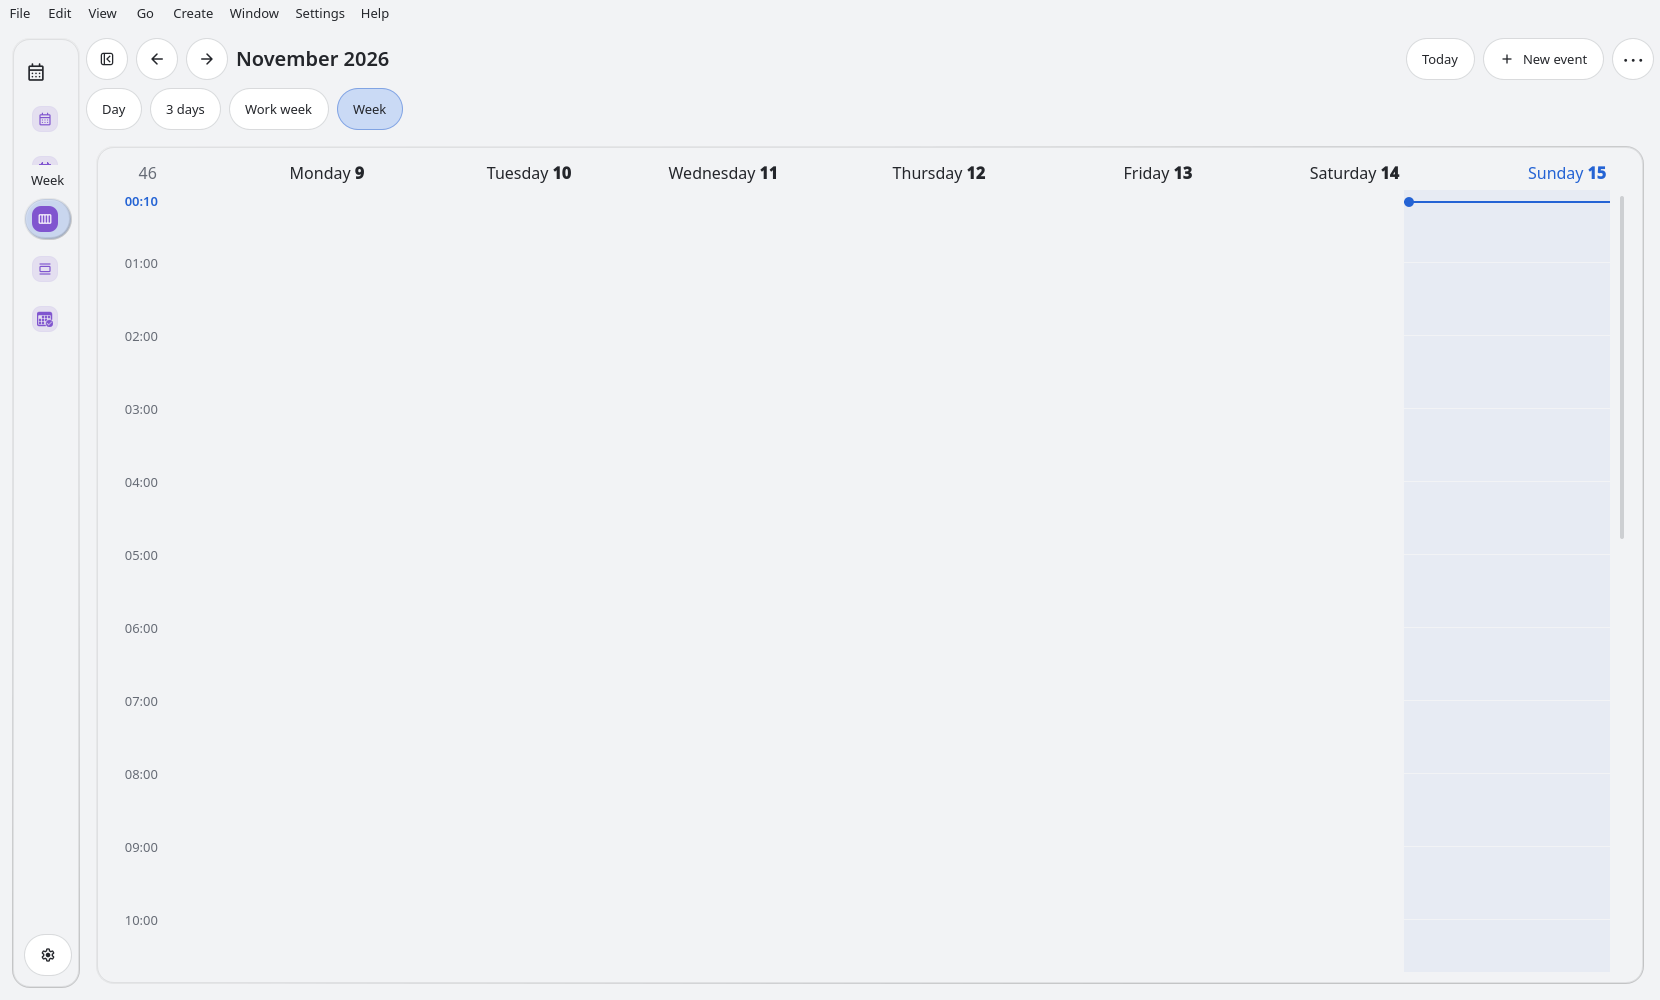 File Edit View Go Create Window Settings Help
November 2026
Today
New event
Day
3 days
Work week
Week
Week
46 Monday 9 Tuesday 10 Wednesday 11 Thursday 12 Friday 13 Saturday 14 Sunday 15
00:10
01:00
02:00
03:00
04:00
05:00
06:00
07:00
08:00
09:00
10:00